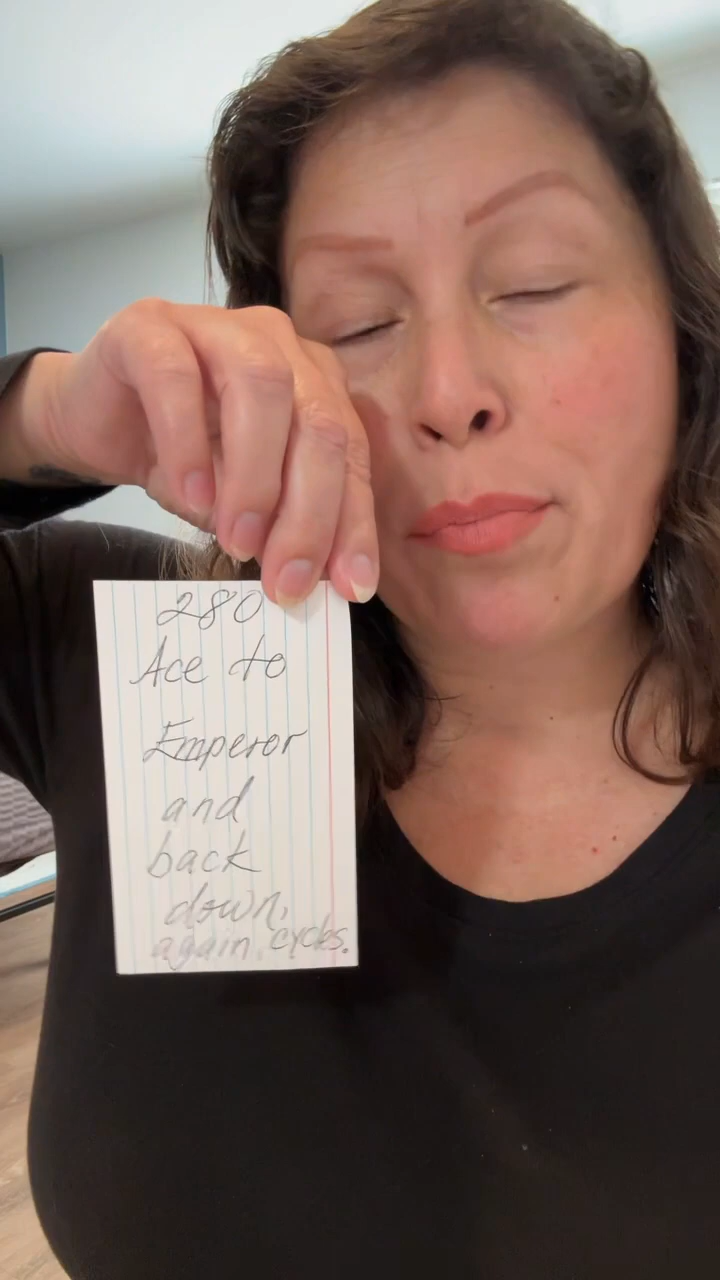 280
Ace to
Emperor
and
back
down,
again cycles.